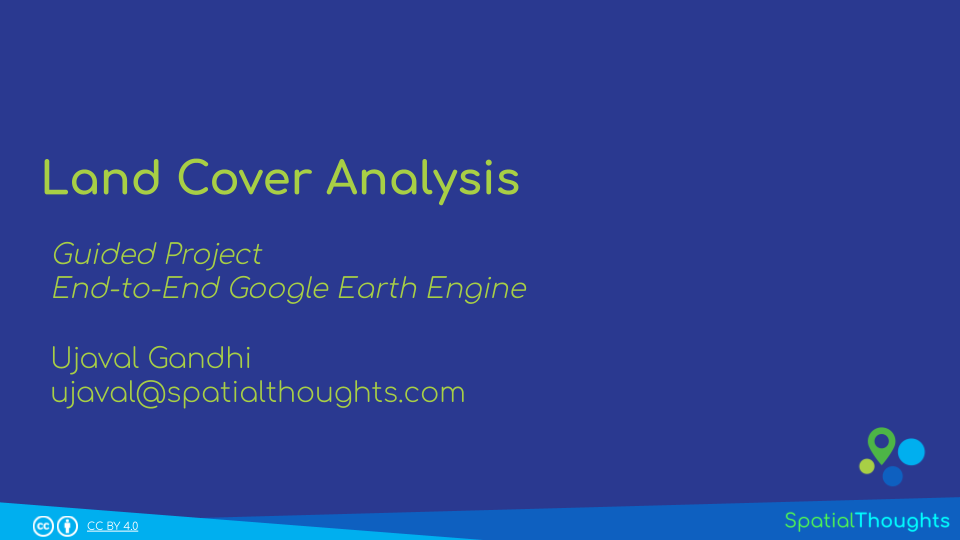 Land Cover Analysis
Guided Project
End-to-End Google Earth Engine
Ujaval Gandhi
ujaval@spatialthoughts.com
cc
CC BY 4.0
SpatialThoughts